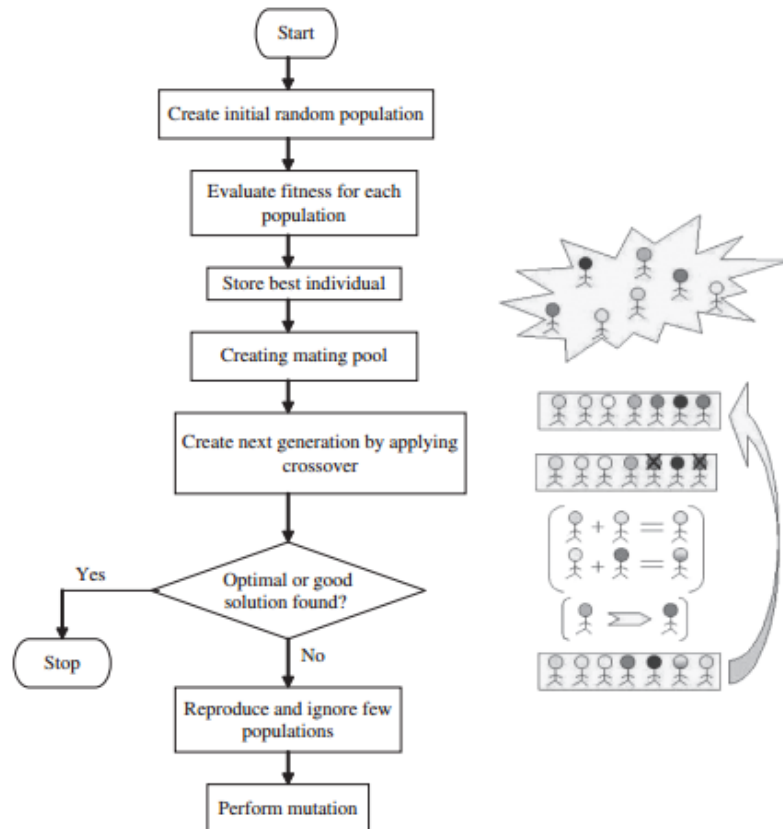 Start
Create initial random population
Evaluate fitness for each
population
Store best individual
Creating mating pool
Create next generation by applying
crossover
Yes
Optimal or good
solution found?
Stop
No
Reproduce and ignore few
populations
Perform mutation
+ =
+ =